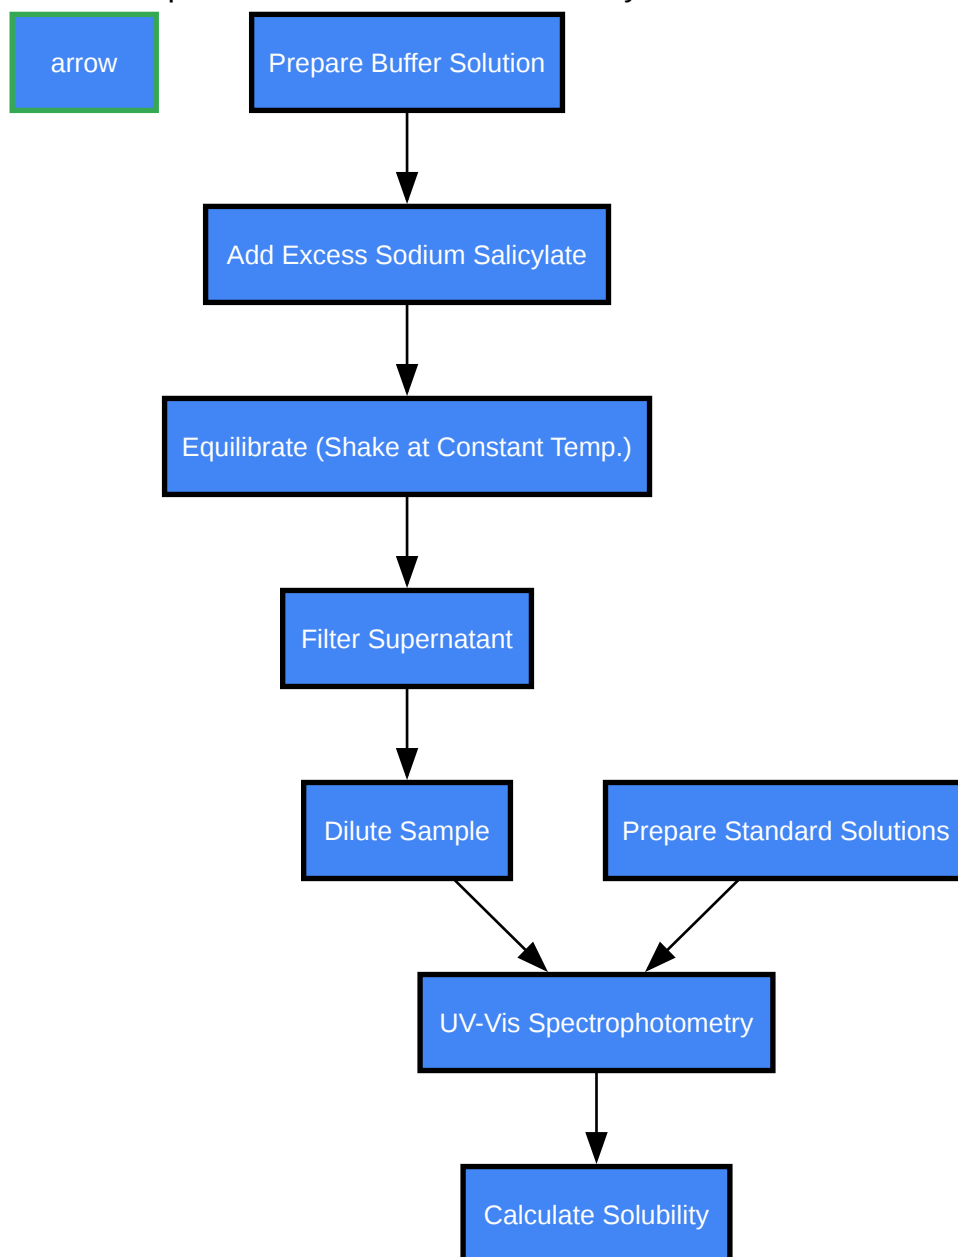 arrow
Prepare Buffer Solution
Add Excess Sodium Salicylate
Equilibrate (Shake at Constant Temp.)
Filter Supernatant
Dilute Sample
Prepare Standard Solutions
UV-Vis Spectrophotometry
Calculate Solubility